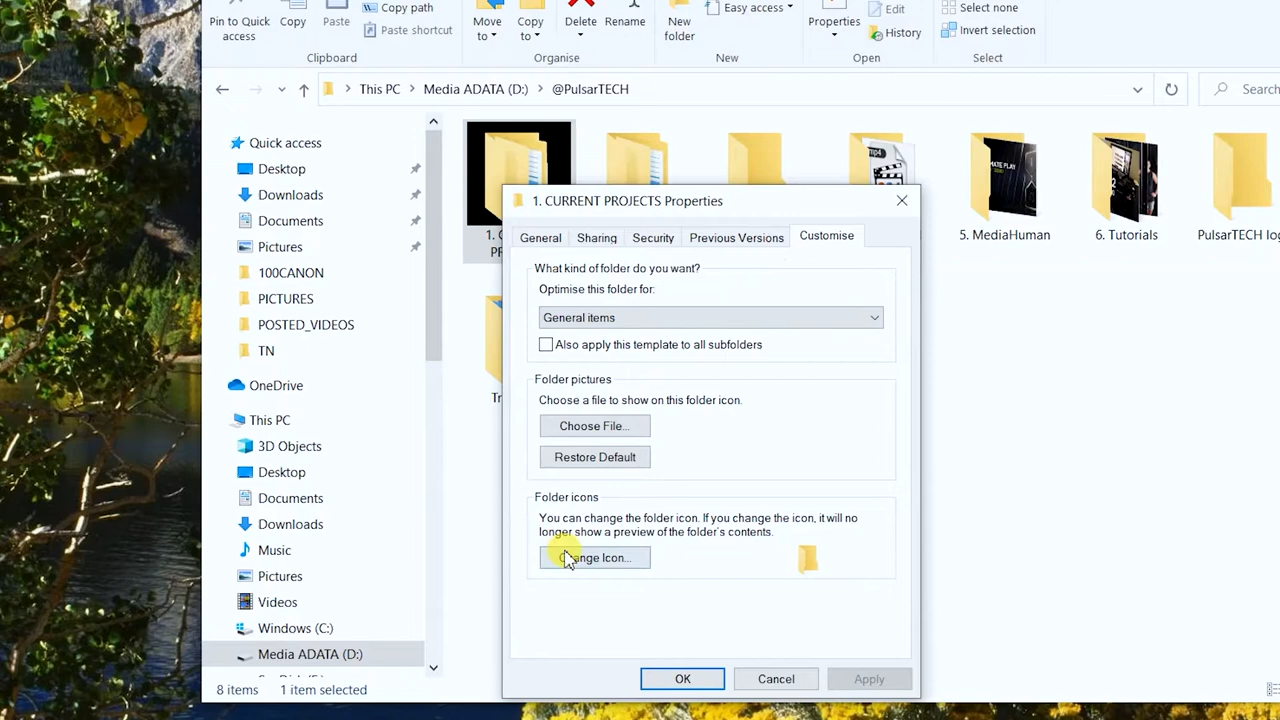 Pin to Quick access
Copy
Paste
Copy path
Paste shortcut
Move to
Copy to
Delete
Rename
New folder
Easy access
Properties
Edit
History
Select none
Invert selection
Clipboard
Organise
New
Open
Select
This PC > Media ADATA (D:) > @PulsarTECH
Search
Quick access
Desktop
Downloads
Documents
Pictures
100CANON
PICTURES
POSTED_VIDEOS
TN
OneDrive
This PC
3D Objects
Desktop
Documents
Downloads
Music
Pictures
Videos
Windows (C:)
Media ADATA (D:)
8 items
1 item selected
mp4
5. MediaHuman
6. Tutorials
PulsarTECH
1. CURRENT PROJECTS Properties
General
Sharing
Security
Previous Versions
Customise
What kind of folder do you want?
Optimise this folder for:
General items
Also apply this template to all subfolders
Folder pictures
Choose a file to show on this folder icon.
Choose File...
Restore Default
Folder icons
You can change the folder icon. If you change the icon, it will no
longer show a preview of the folder's contents.
Change Icon...
OK
Cancel
Apply